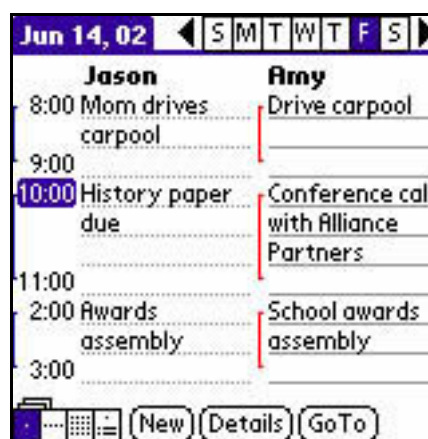 Jun 14, 02 S M T W T F S
Jason Amy
8:00 Mom drives Drive carpool
carpool
9:00
10:00 History paper Conference cal
due with Alliance
Partners
11:00
2:00 Awards School awards
assembly assembly
3:00
New Details GoTo